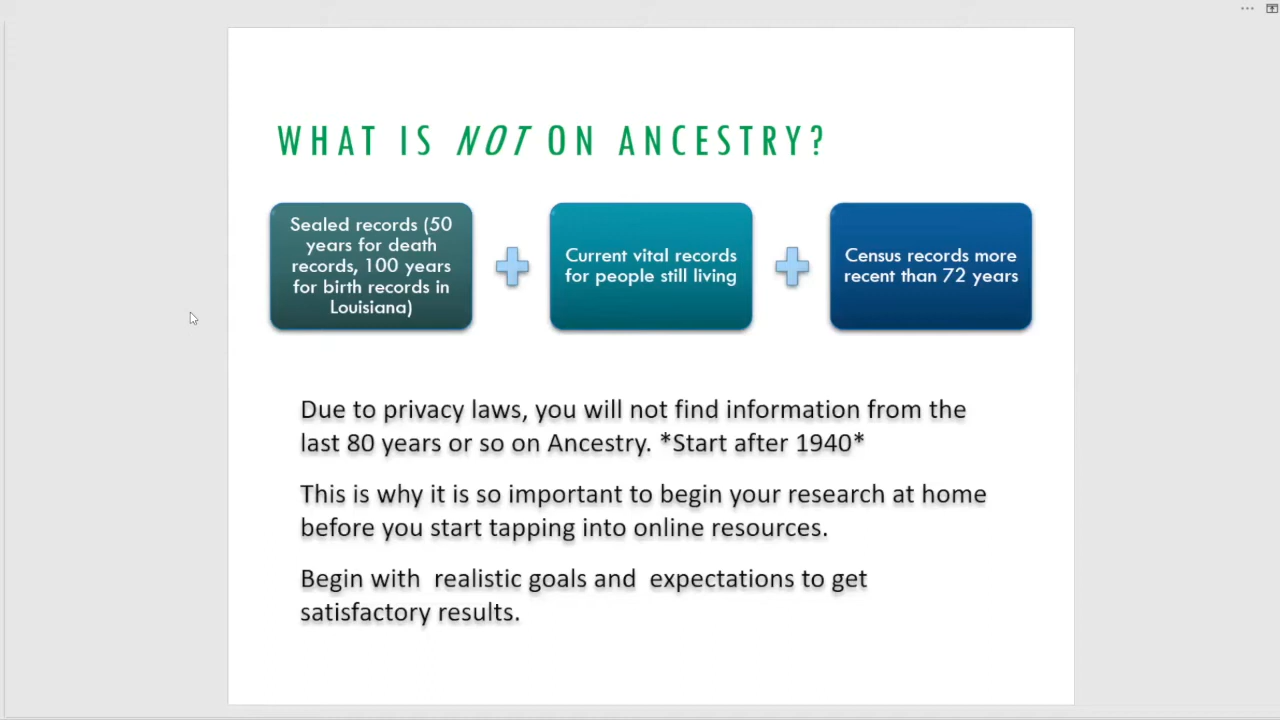 WHAT IS NOT ON ANCESTRY?
Sealed records (50
years for death
records, 100 years
for birth records in
Louisiana)
Current vital records
for people still living
Census records more
recent than 72 years
Due to privacy laws, you will not find information from the
last 80 years or so on Ancestry. *Start after 1940*
This is why it is so important to begin your research at home
before you start tapping into online resources.
Begin with  realistic goals and  expectations to get
satisfactory results.